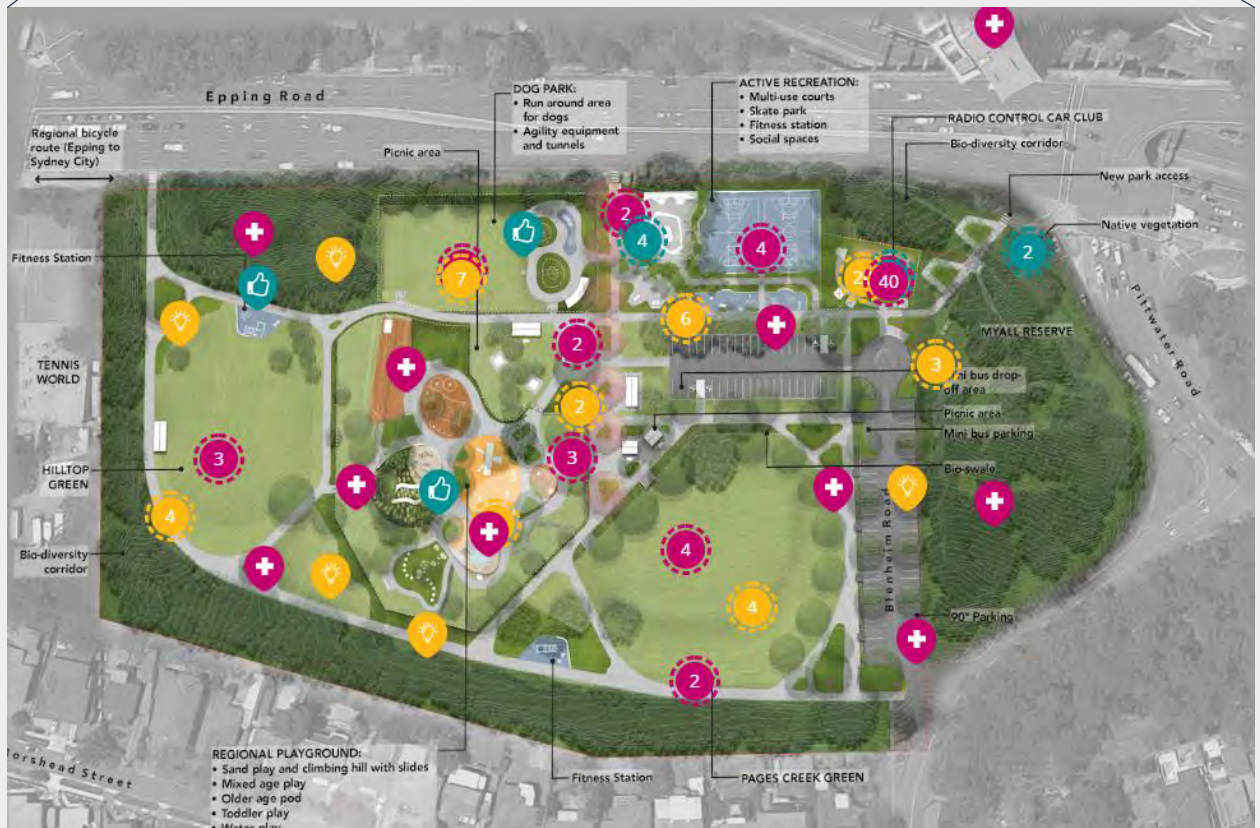 Epping Road
Regional bicycle
route (Epping to
Sydney City)
DOG PARK:
• Run around area
for dogs
• Agility equipment
and tunnels
Picnic area
ACTIVE RECREATION:
• Multi-use courts
• Skate park
• Fitness station
• Social spaces
RADIO CONTROL CAR CLUB
Bio-diversity corridor
New park access
Native vegetation
Fitness Station
2
4
4
2
7
2
40
6
2
3
MYALL RESERVE
Pittwater Road
TENNIS
WORLD
bus drop-
off area
2
Picnic area
Mini bus parking
Bio-swale
3
3
HILLTOP
GREEN
4
Bio-diversity
corridor
4
4
Blenheim Road
90° Parking
2
Fitness Station
PAGES CREEK GREEN
Street
REGIONAL PLAYGROUND:
• Sand play and climbing hill with slides
• Mixed age play
• Older age pod
• Toddler play
• Water play